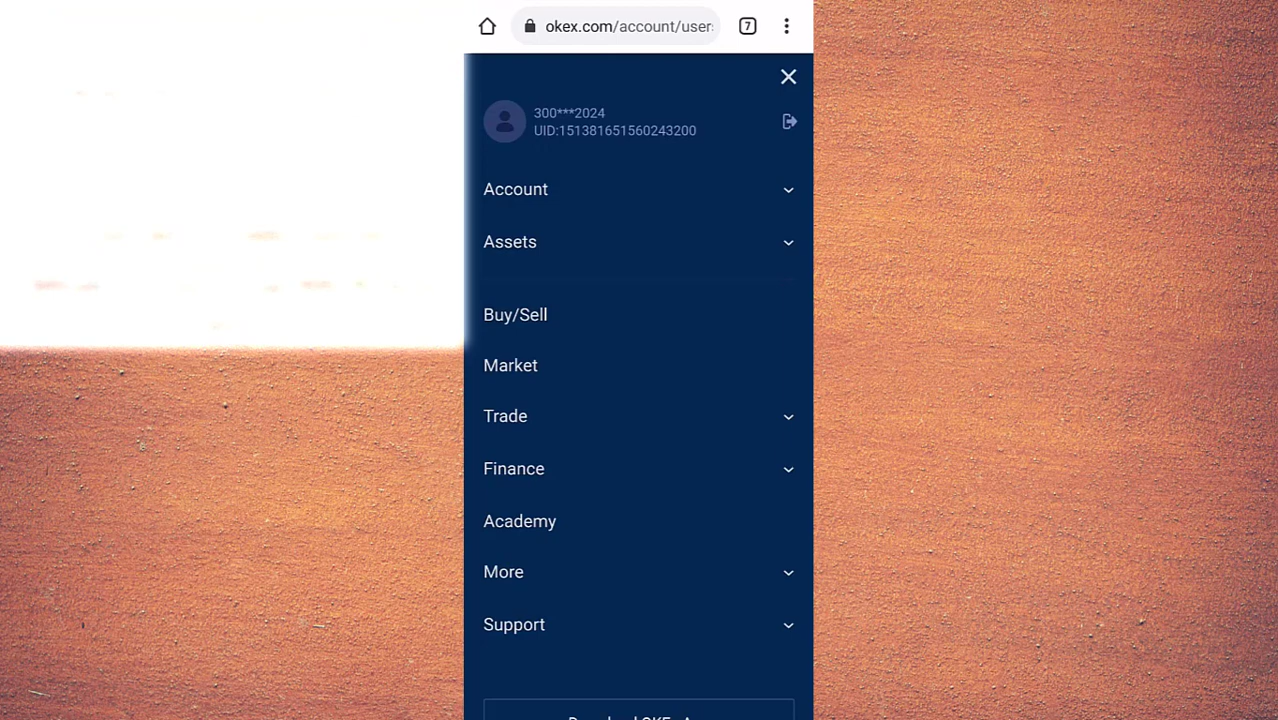 okex.com/account/user
7
300***2024
UID:151381651560243200
Account
Assets
Buy/Sell
Market
Trade
Finance
Academy
More
Support